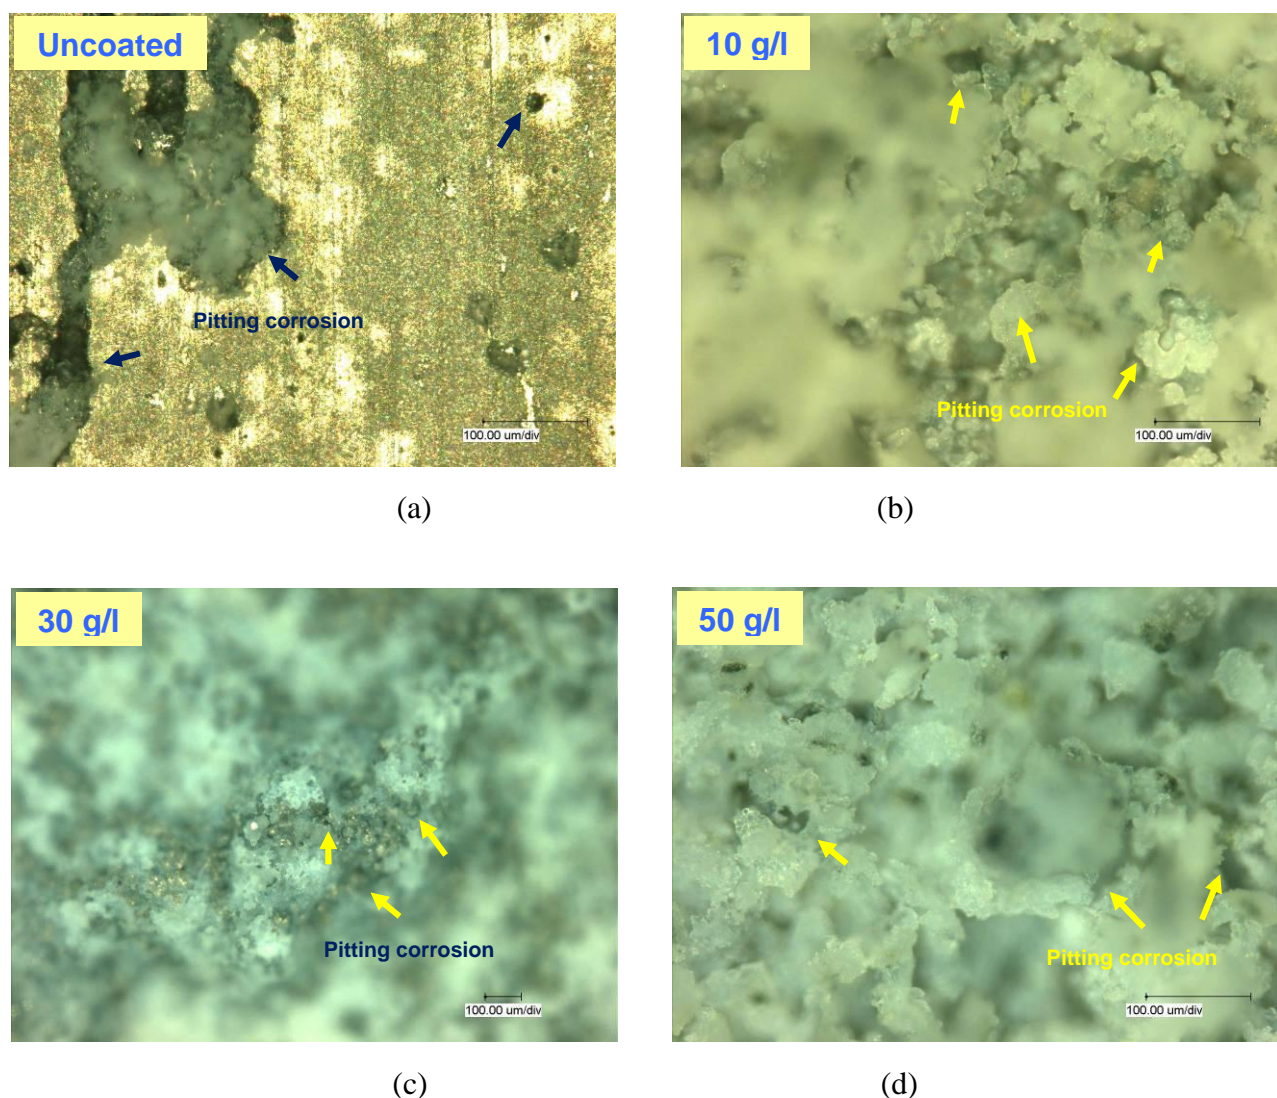 Uncoated
Pitting corrosion
100.00 um/div
(a)
10 g/l
Pitting corrosion
100.00 um/div
(b)
30 g/l
Pitting corrosion
100.00 um/div
(c)
50 g/l
Pitting corrosion
100.00 um/div
(d)